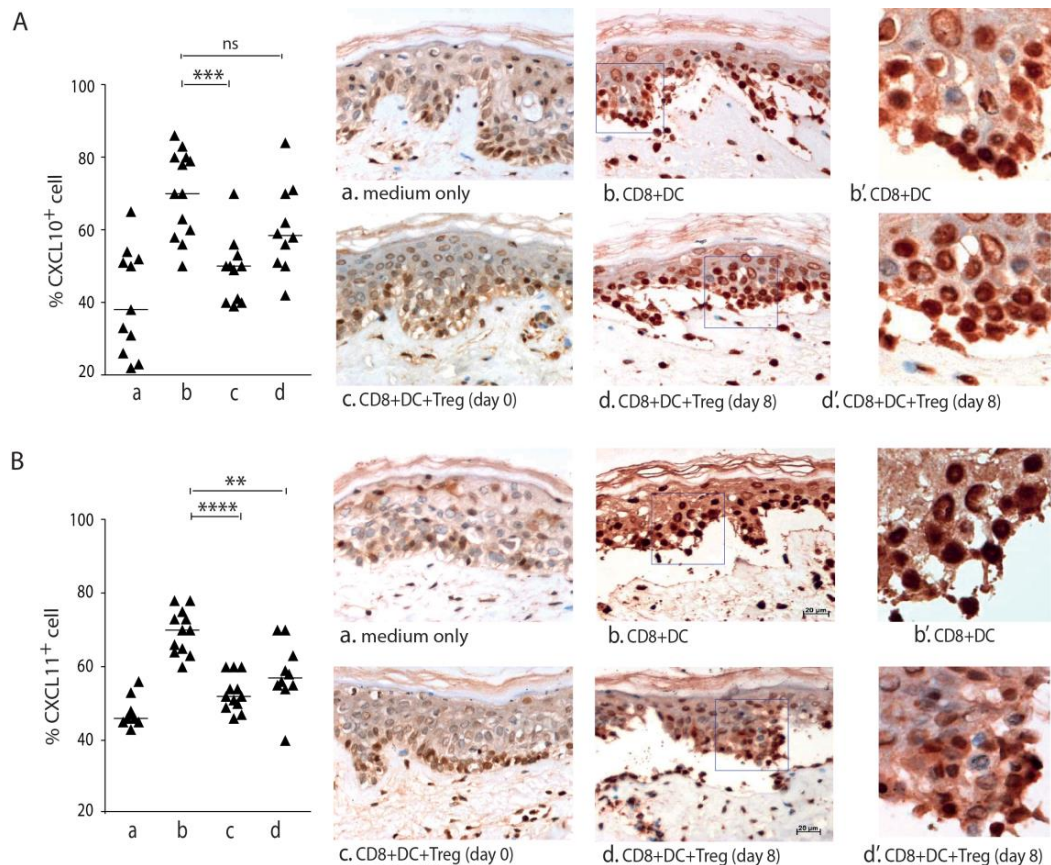 A
ns
***
100
80
60
40
20
% CXCL10+ cell
a b c d
a. medium only
b. CD8+DC
b'. CD8+DC
c. CD8+DC+Treg (day 0)
d. CD8+DC+Treg (day 8)
d'. CD8+DC+Treg (day 8)
B
**
****
100
80
60
40
20
% CXCL11+ cell
a b c d
a. medium only
b. CD8+DC
20 µm
b'. CD8+DC
c. CD8+DC+Treg (day 0)
d. CD8+DC+Treg (day 8)
20 µm
d'. CD8+DC+Treg (day 8)